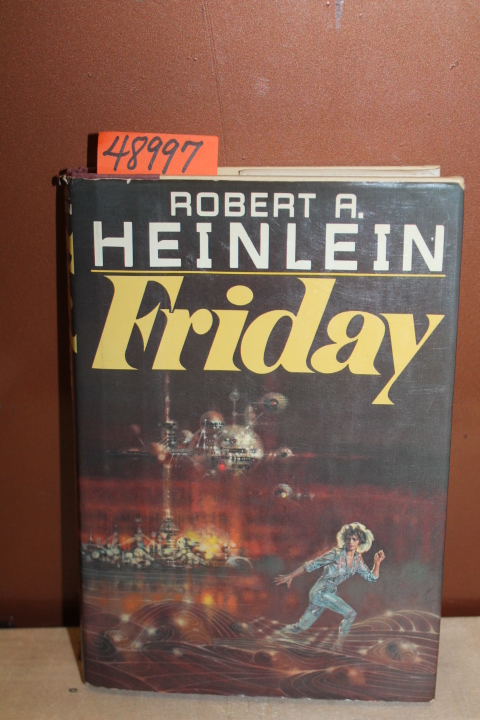 48997
ROBERT A.
HEINLEIN
Friday